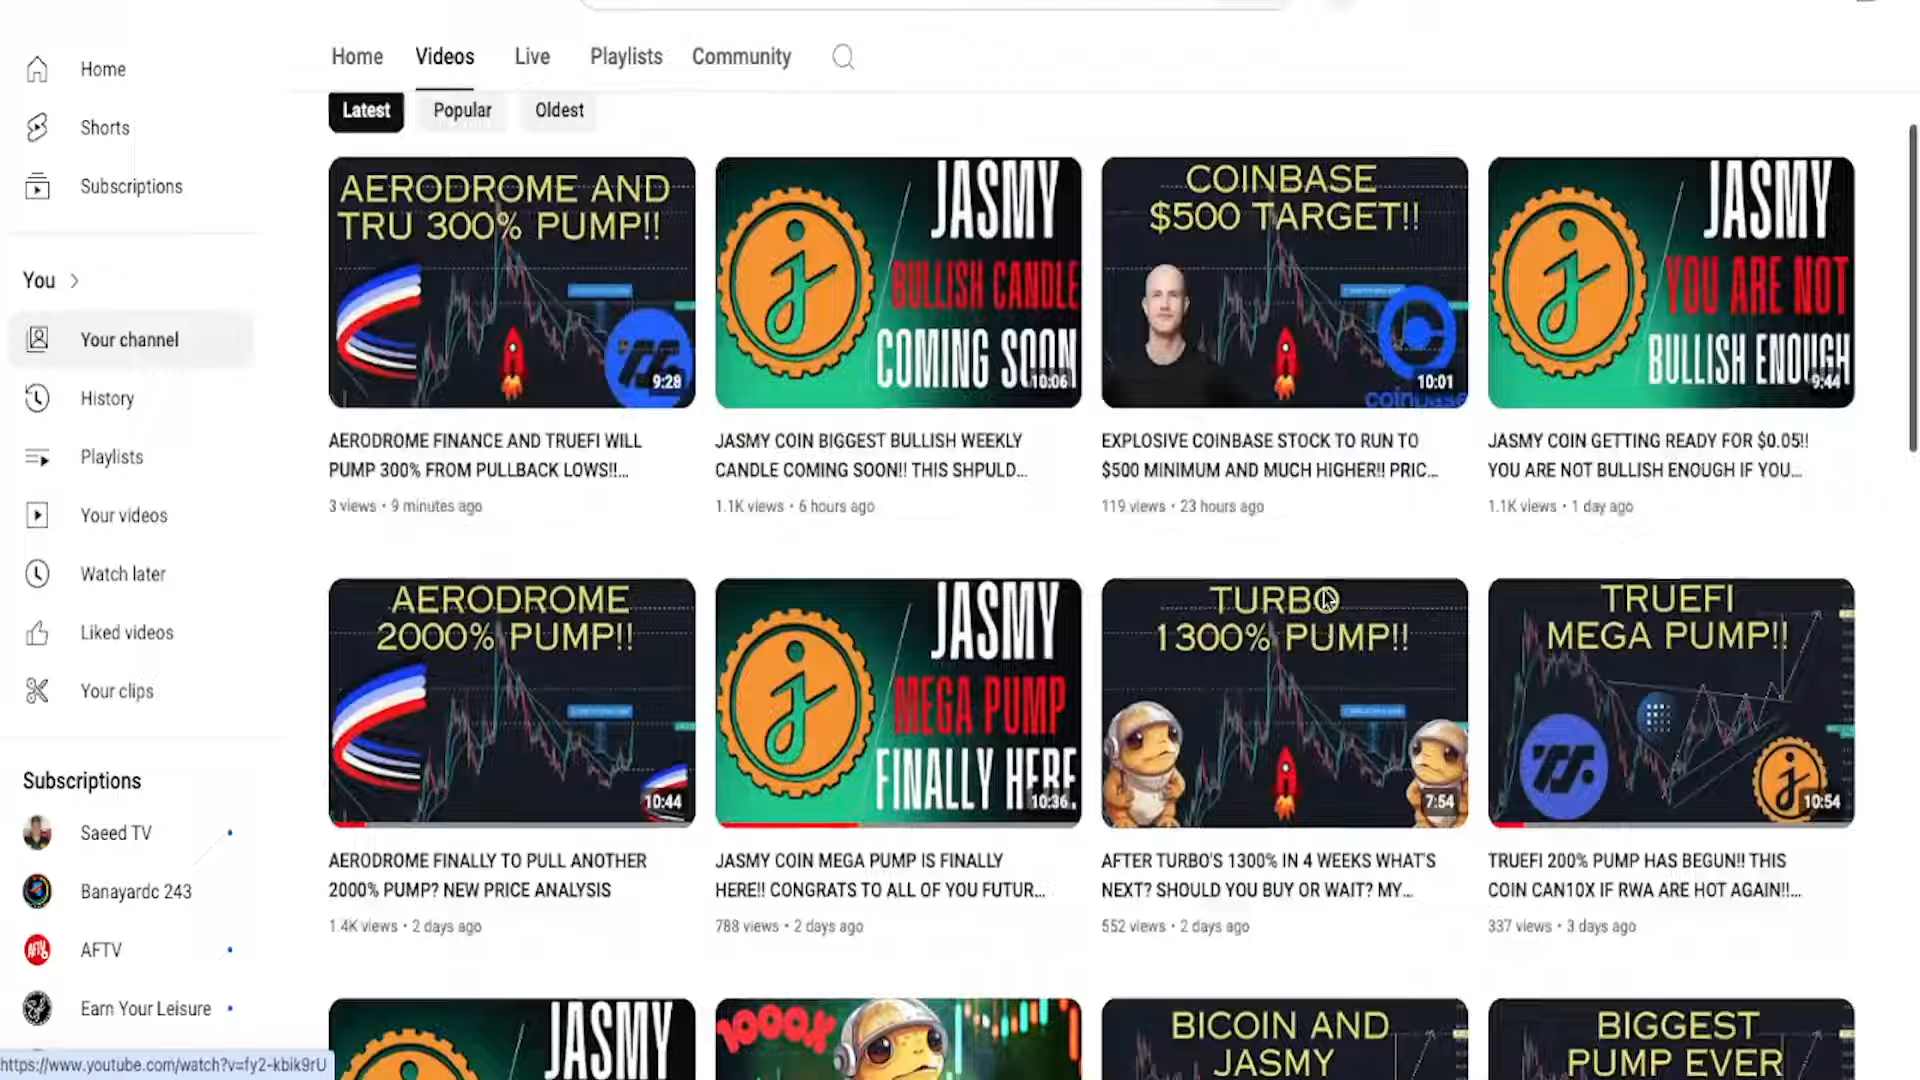 Home
Videos
Live
Playlists
Community
Home
Shorts
Subscriptions
You
Your channel
History
Playlists
Your videos
Watch later
Liked videos
Your clips
Subscriptions
Saeed TV
Banayardc 243
AFTV
Earn Your Leisure
https://www.youtube.com/watch?v=fy2-kbik9rU
Latest
Popular
Oldest
AERODROME AND
TRU 300% PUMP!!
9:28
AERODROME FINANCE AND TRUEFI WILL
PUMP 300% FROM PULLBACK LOWS!!...
3 views • 9 minutes ago
JASMY
BULLISH CANDLE
COMING SOON
10:06
JASMY COIN BIGGEST BULLISH WEEKLY
CANDLE COMING SOON!! THIS SHPULD...
1.1K views • 6 hours ago
COINBASE
$500 TARGET!!
coinbase
10:01
EXPLOSIVE COINBASE STOCK TO RUN TO
$500 MINIMUM AND MUCH HIGHER!! PRIC...
119 views • 23 hours ago
JASMY
YOU ARE NOT
BULLISH ENOUGH
9:44
JASMY COIN GETTING READY FOR $0.05!!
YOU ARE NOT BULLISH ENOUGH IF YOU...
1.1K views • 1 day ago
AERODROME
2000% PUMP!!
10:44
AERODROME FINALLY TO PULL ANOTHER
2000% PUMP? NEW PRICE ANALYSIS
1.4K views • 2 days ago
JASMY
MEGA PUMP
FINALLY HERE.
10:36
JASMY COIN MEGA PUMP IS FINALLY
HERE!! CONGRATS TO ALL OF YOU FUTUR...
788 views • 2 days ago
TURBO
1300% PUMP!!
7:54
AFTER TURBO'S 1300% IN 4 WEEKS WHAT'S
NEXT? SHOULD YOU BUY OR WAIT? MY...
552 views • 2 days ago
TRUEFI
MEGA PUMP!!
10:54
TRUEFI 200% PUMP HAS BEGUN!! THIS
COIN CAN10X IF RWA ARE HOT AGAIN!!...
337 views • 3 days ago
JASMY
1000X
BICOIN AND
JASMY
BIGGEST
PUMP EVER